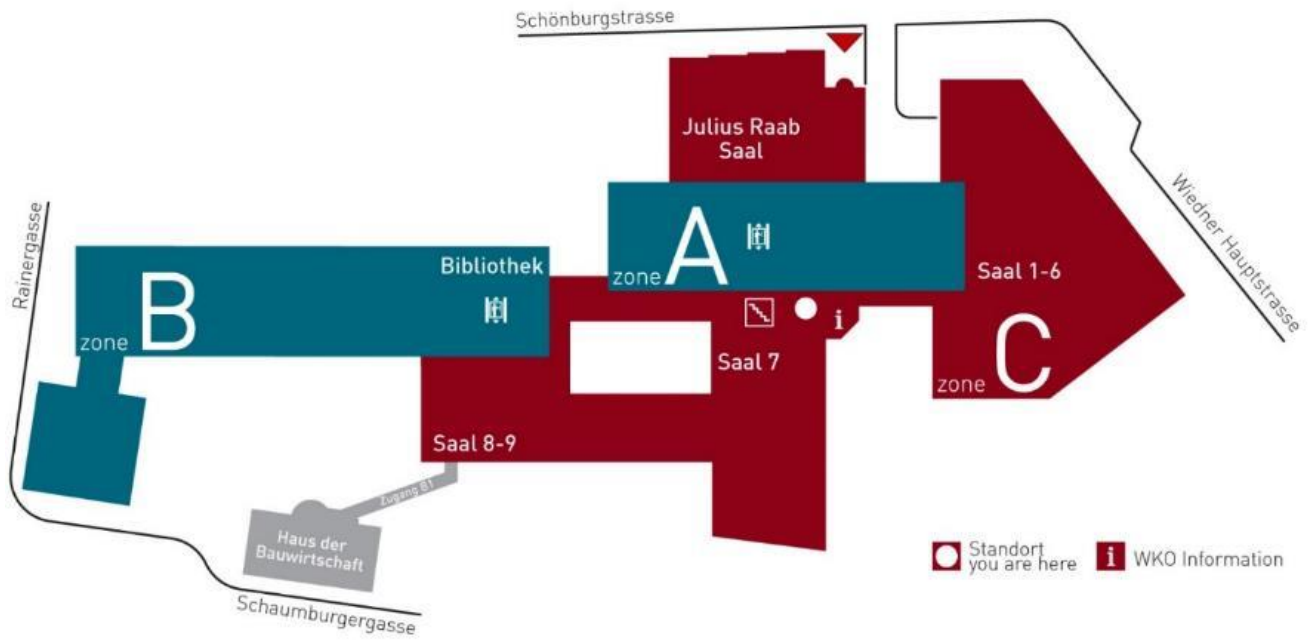 Schönburgstrasse
Julius Raab
Saal
Wiedner Hauptstrasse
Rainergasse
zone A
Bibliothek
zone B
Saal 1-6
i
Saal 7
zone C
Saal 8-9
Zugang B1
Haus der
Bauwirtschaft
Schaumburgergasse
Standort
you are here
i WKO Information